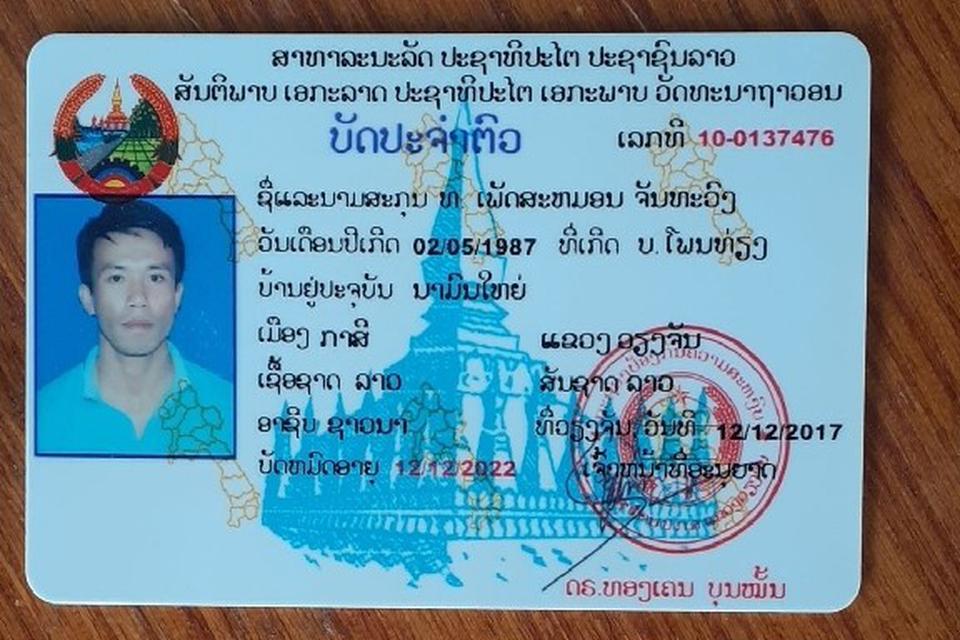 ສາທາລະນະລັດ ປະຊາທິປະໄຕ ປະຊາຊົນລາວ
ສັນຕິພາບ ເອກະລາດ ປະຊາທິປະໄຕ ເອກະພາບ ວັດທະນາຖາວອນ
ບັດປະຈຳຕົວ ເລກທີ 10-0137476
ຊື່ແລະນາມສະກຸນ ທ ເພັດສະຫມອນ ຈັນທະວົງ
ວັນເດືອນປີເກີດ 02/05/1987 ທີ່ເກີດ ບ.ໂພນທ່ຽງ
ບ້ານຢູ່ປະຈຸບັນ ນາມົນໃຫຍ່
ເມືອງ ກາສີ ແຂວງ ວຽງຈັນ
ເຊື້ອຊາດ ລາວ ສັນຊາດ ລາວ
ອາຊີບ ຊາວນາ ທີ່ວຽງຈັນ ວັນທີ 12/12/2017
ບັດຫມົດອາຍຸ 12/12/2022 ເຈົ້າຫນ້າທີ່ອະນຸຍາດ
ດຣ.ທອງເຄນ ບຸນໝັ້ນ